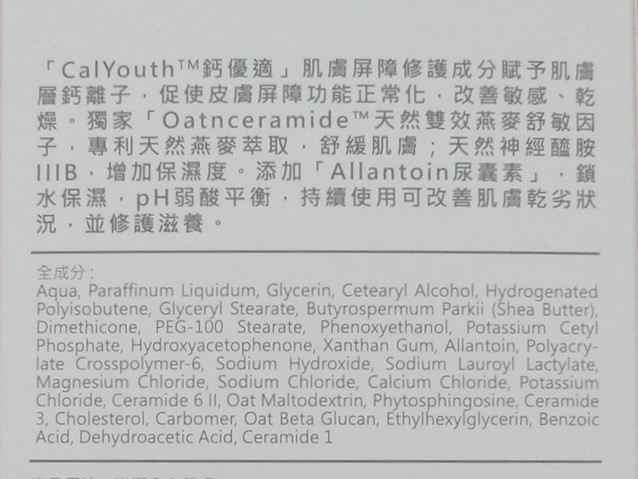 「CalYouth™鈣優適」肌膚屏障修護成分賦予肌膚
層鈣離子，促使皮膚屏障功能正常化，改善敏感、乾
燥。獨家「Oatnceramide™天然雙效燕麥舒敏因
子，專利天然燕麥萃取，舒緩肌膚；天然神經醯胺
IIIB，增加保濕度。添加「Allantoin尿囊素」，鎖
水保濕，pH弱酸平衡，持續使用可改善肌膚乾劣狀
況，並修護滋養。
全成分：
Aqua, Paraffinum Liquidum, Glycerin, Cetearyl Alcohol, Hydrogenated
Polyisobutene, Glyceryl Stearate, Butyrospermum Parkii (Shea Butter),
Dimethicone, PEG-100 Stearate, Phenoxyethanol, Potassium Cetyl
Phosphate, Hydroxyacetophenone, Xanthan Gum, Allantoin, Polyacry-
late Crosspolymer-6, Sodium Hydroxide, Sodium Lauroyl Lactylate,
Magnesium Chloride, Sodium Chloride, Calcium Chloride, Potassium
Chloride, Ceramide 6 II, Oat Maltodextrin, Phytosphingosine, Ceramide
3, Cholesterol, Carbomer, Oat Beta Glucan, Ethylhexylglycerin, Benzoic
Acid, Dehydroacetic Acid, Ceramide 1